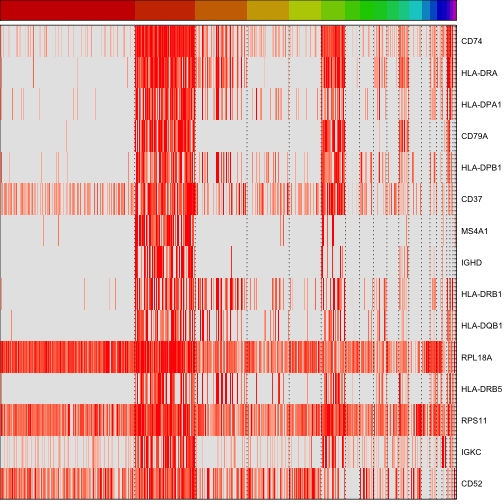 CD74
HLA-DRA
HLA-DPA1
CD79A
HLA-DPB1
CD37
MS4A1
IGHD
HLA-DRB1
HLA-DQB1
RPL18A
HLA-DRB5
RPS11
IGKC
CD52